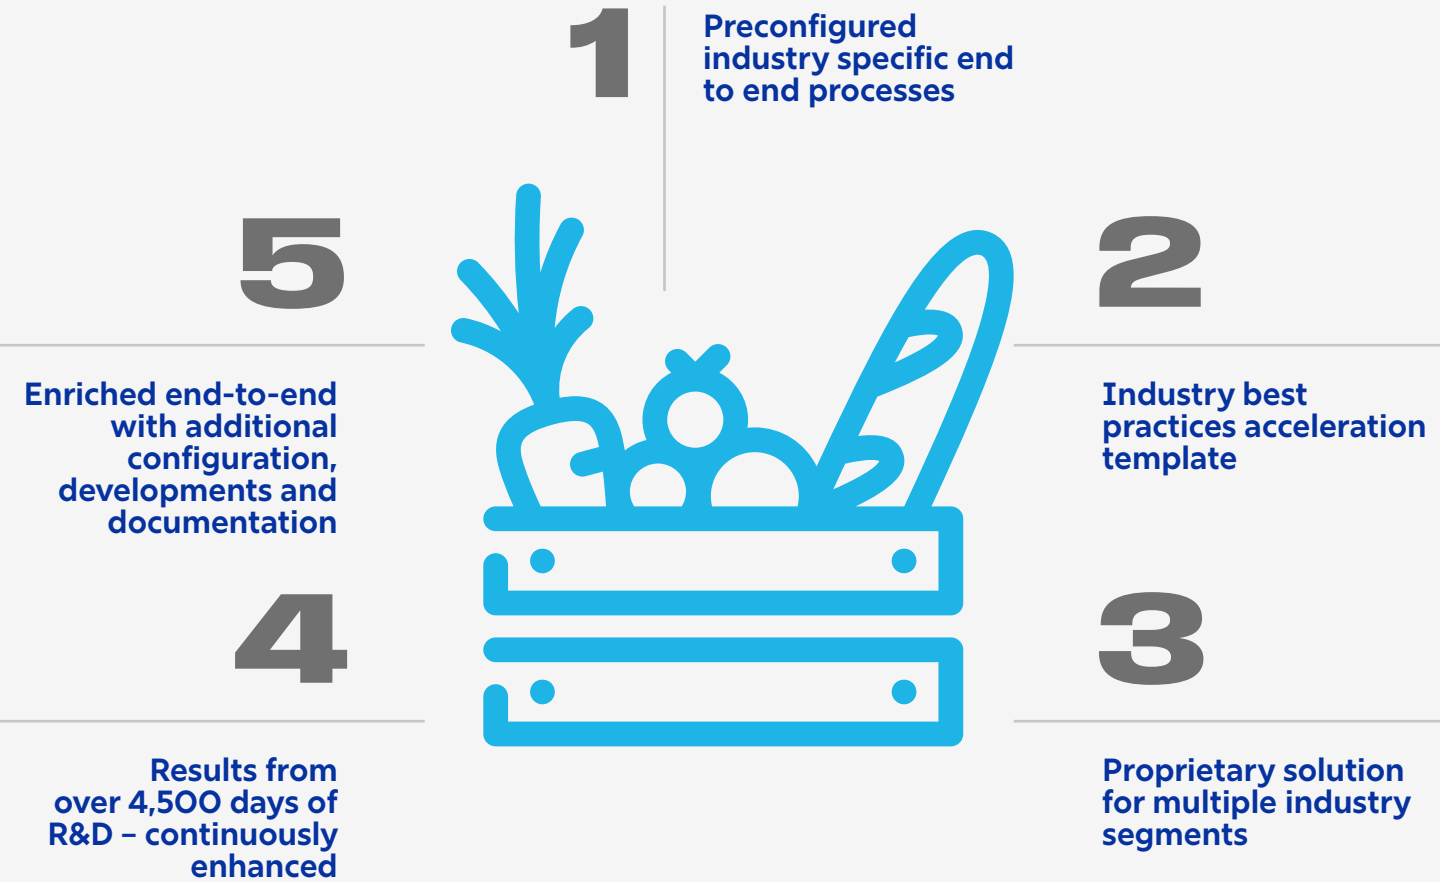 1
Preconfigured
industry specific end
to end processes
2
Industry best
practices acceleration
template
3
Proprietary solution
for multiple industry
segments
4
Results from
over 4,500 days of
R&D – continuously
enhanced
5
Enriched end-to-end
with additional
configuration,
developments and
documentation